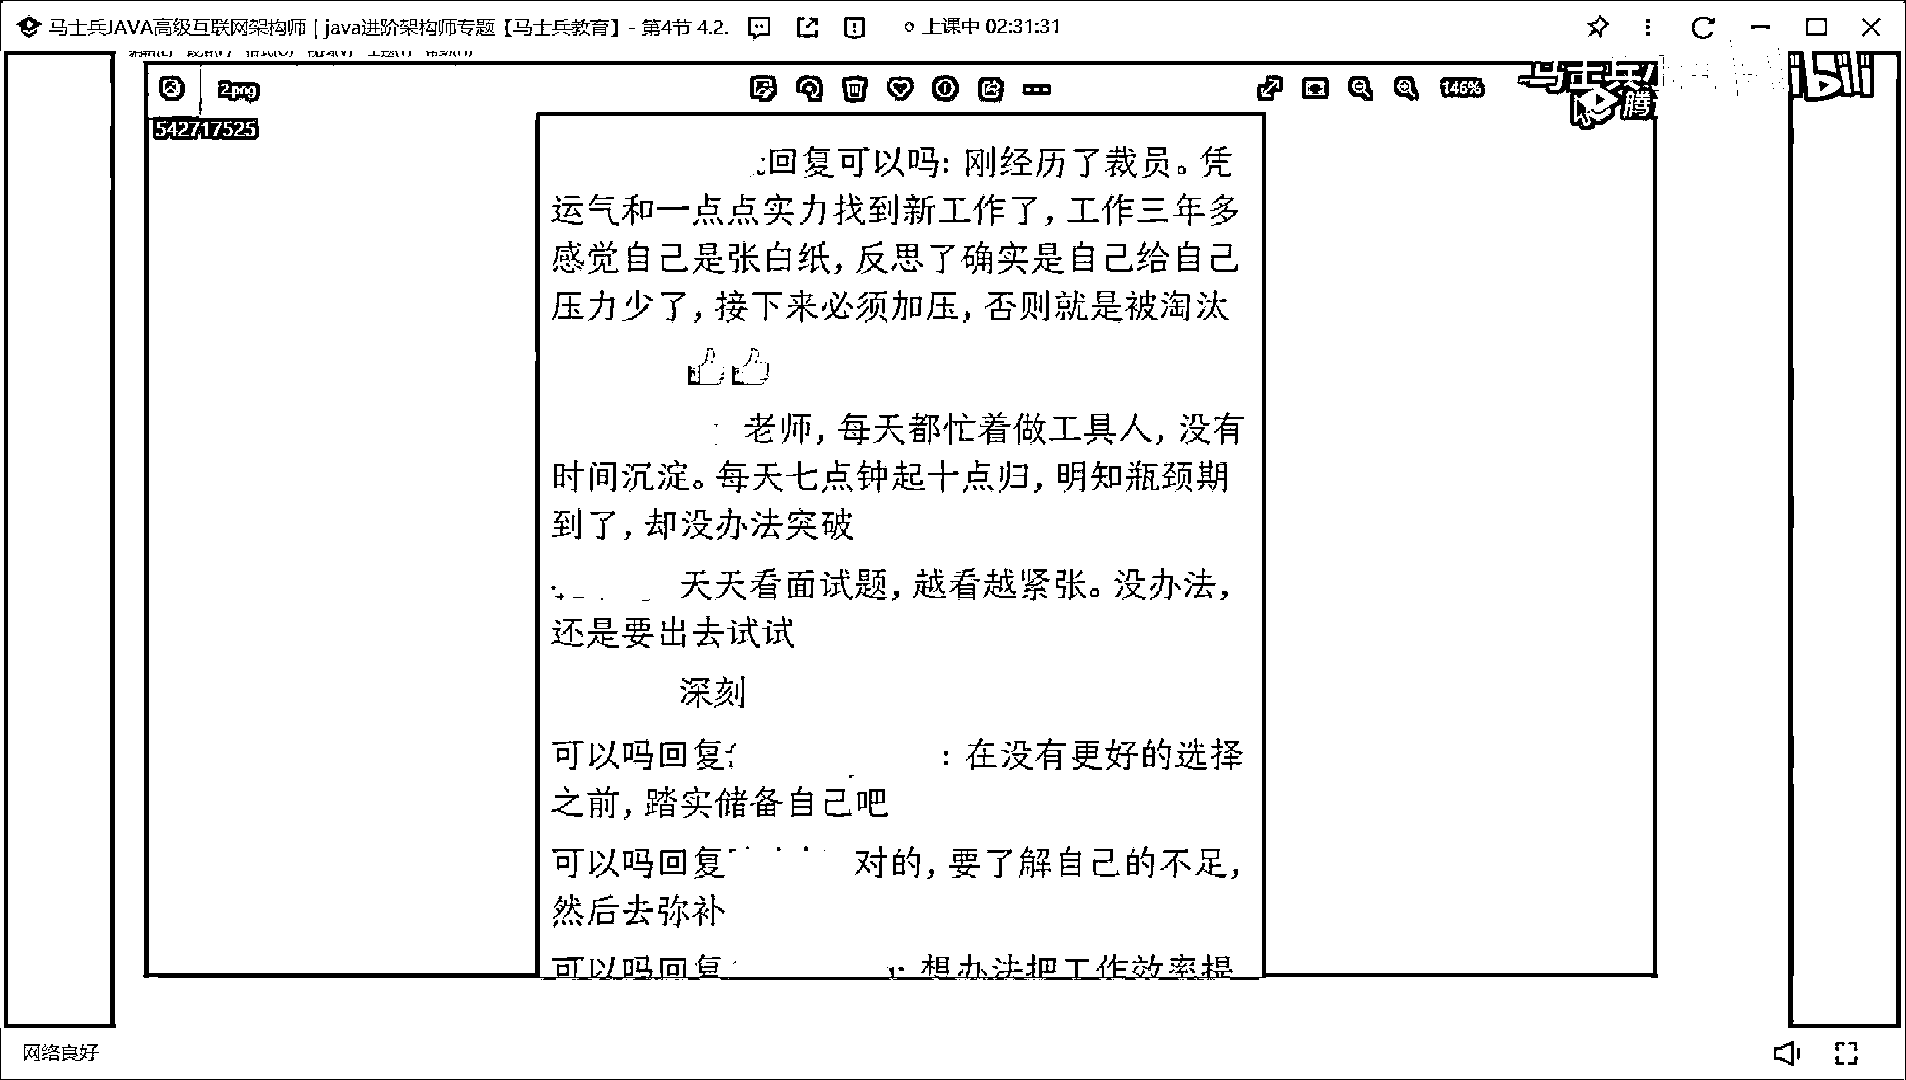 马士兵JAVA高级互联网架构师｜java进阶架构师专题【马士兵教育】- 第4节 4.2.
上课中 02:31:31
2.png
146%
马士兵
bili
腾
542717525
回复可以吗: 刚经历了裁员。凭
运气和一点点实力找到新工作了, 工作三年多
感觉自己是张白纸, 反思了确实是自己给自己
压力少了, 接下来必须加压, 否则就是被淘汰
老师, 每天都忙着做工具人, 没有
时间沉淀。每天七点钟起十点归, 明知瓶颈期
到了, 却没办法突破
天天看面试题, 越看越紧张。没办法,
还是要出去试试
深刻
可以吗回复 : 在没有更好的选择
之前, 踏实储备自己吧
可以吗回复 对的, 要了解自己的不足,
然后去弥补
可以吗回复 : 想办法把工作效率提
网络良好